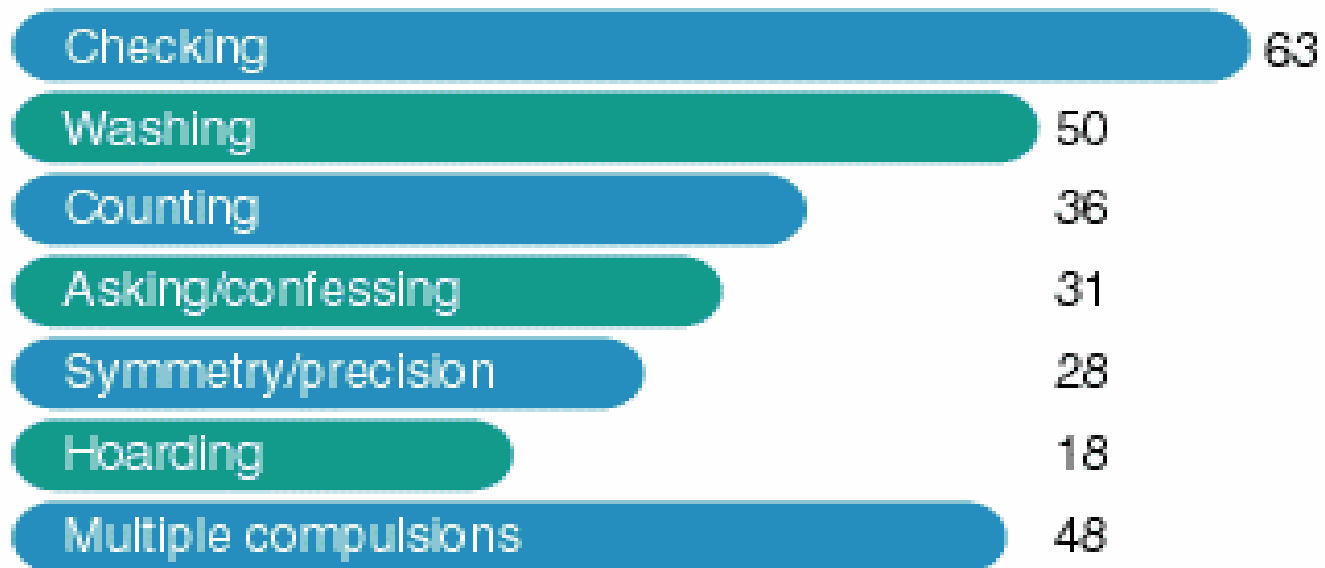 Checking 63
Washing 50
Counting 36
Asking/confessing 31
Symmetry/precision 28
Hoarding 18
Multiple compulsions 48